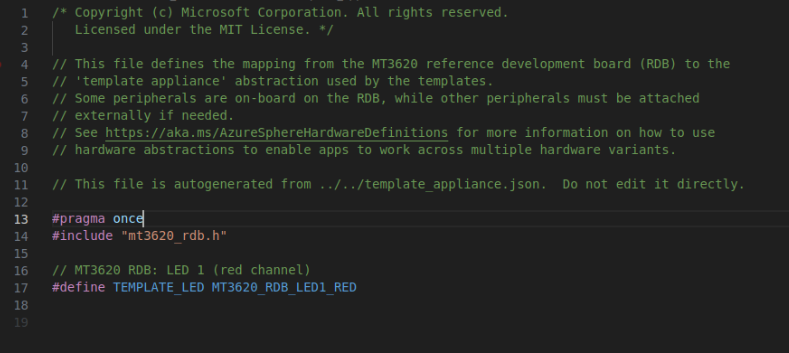 1 /* Copyright (c) Microsoft Corporation. All rights reserved.
2    Licensed under the MIT License. */
3
4 // This file defines the mapping from the MT3620 reference development board (RDB) to the
5 // 'template appliance' abstraction used by the templates.
6 // Some peripherals are on-board on the RDB, while other peripherals must be attached
7 // externally if needed.
8 // See https://aka.ms/AzureSphereHardwareDefinitions for more information on how to use
9 // hardware abstractions to enable apps to work across multiple hardware variants.
10
11 // This file is autogenerated from ../../template_appliance.json.  Do not edit it directly.
12
13 #pragma once
14 #include "mt3620_rdb.h"
15
16 // MT3620 RDB: LED 1 (red channel)
17 #define TEMPLATE_LED MT3620_RDB_LED1_RED
18
19